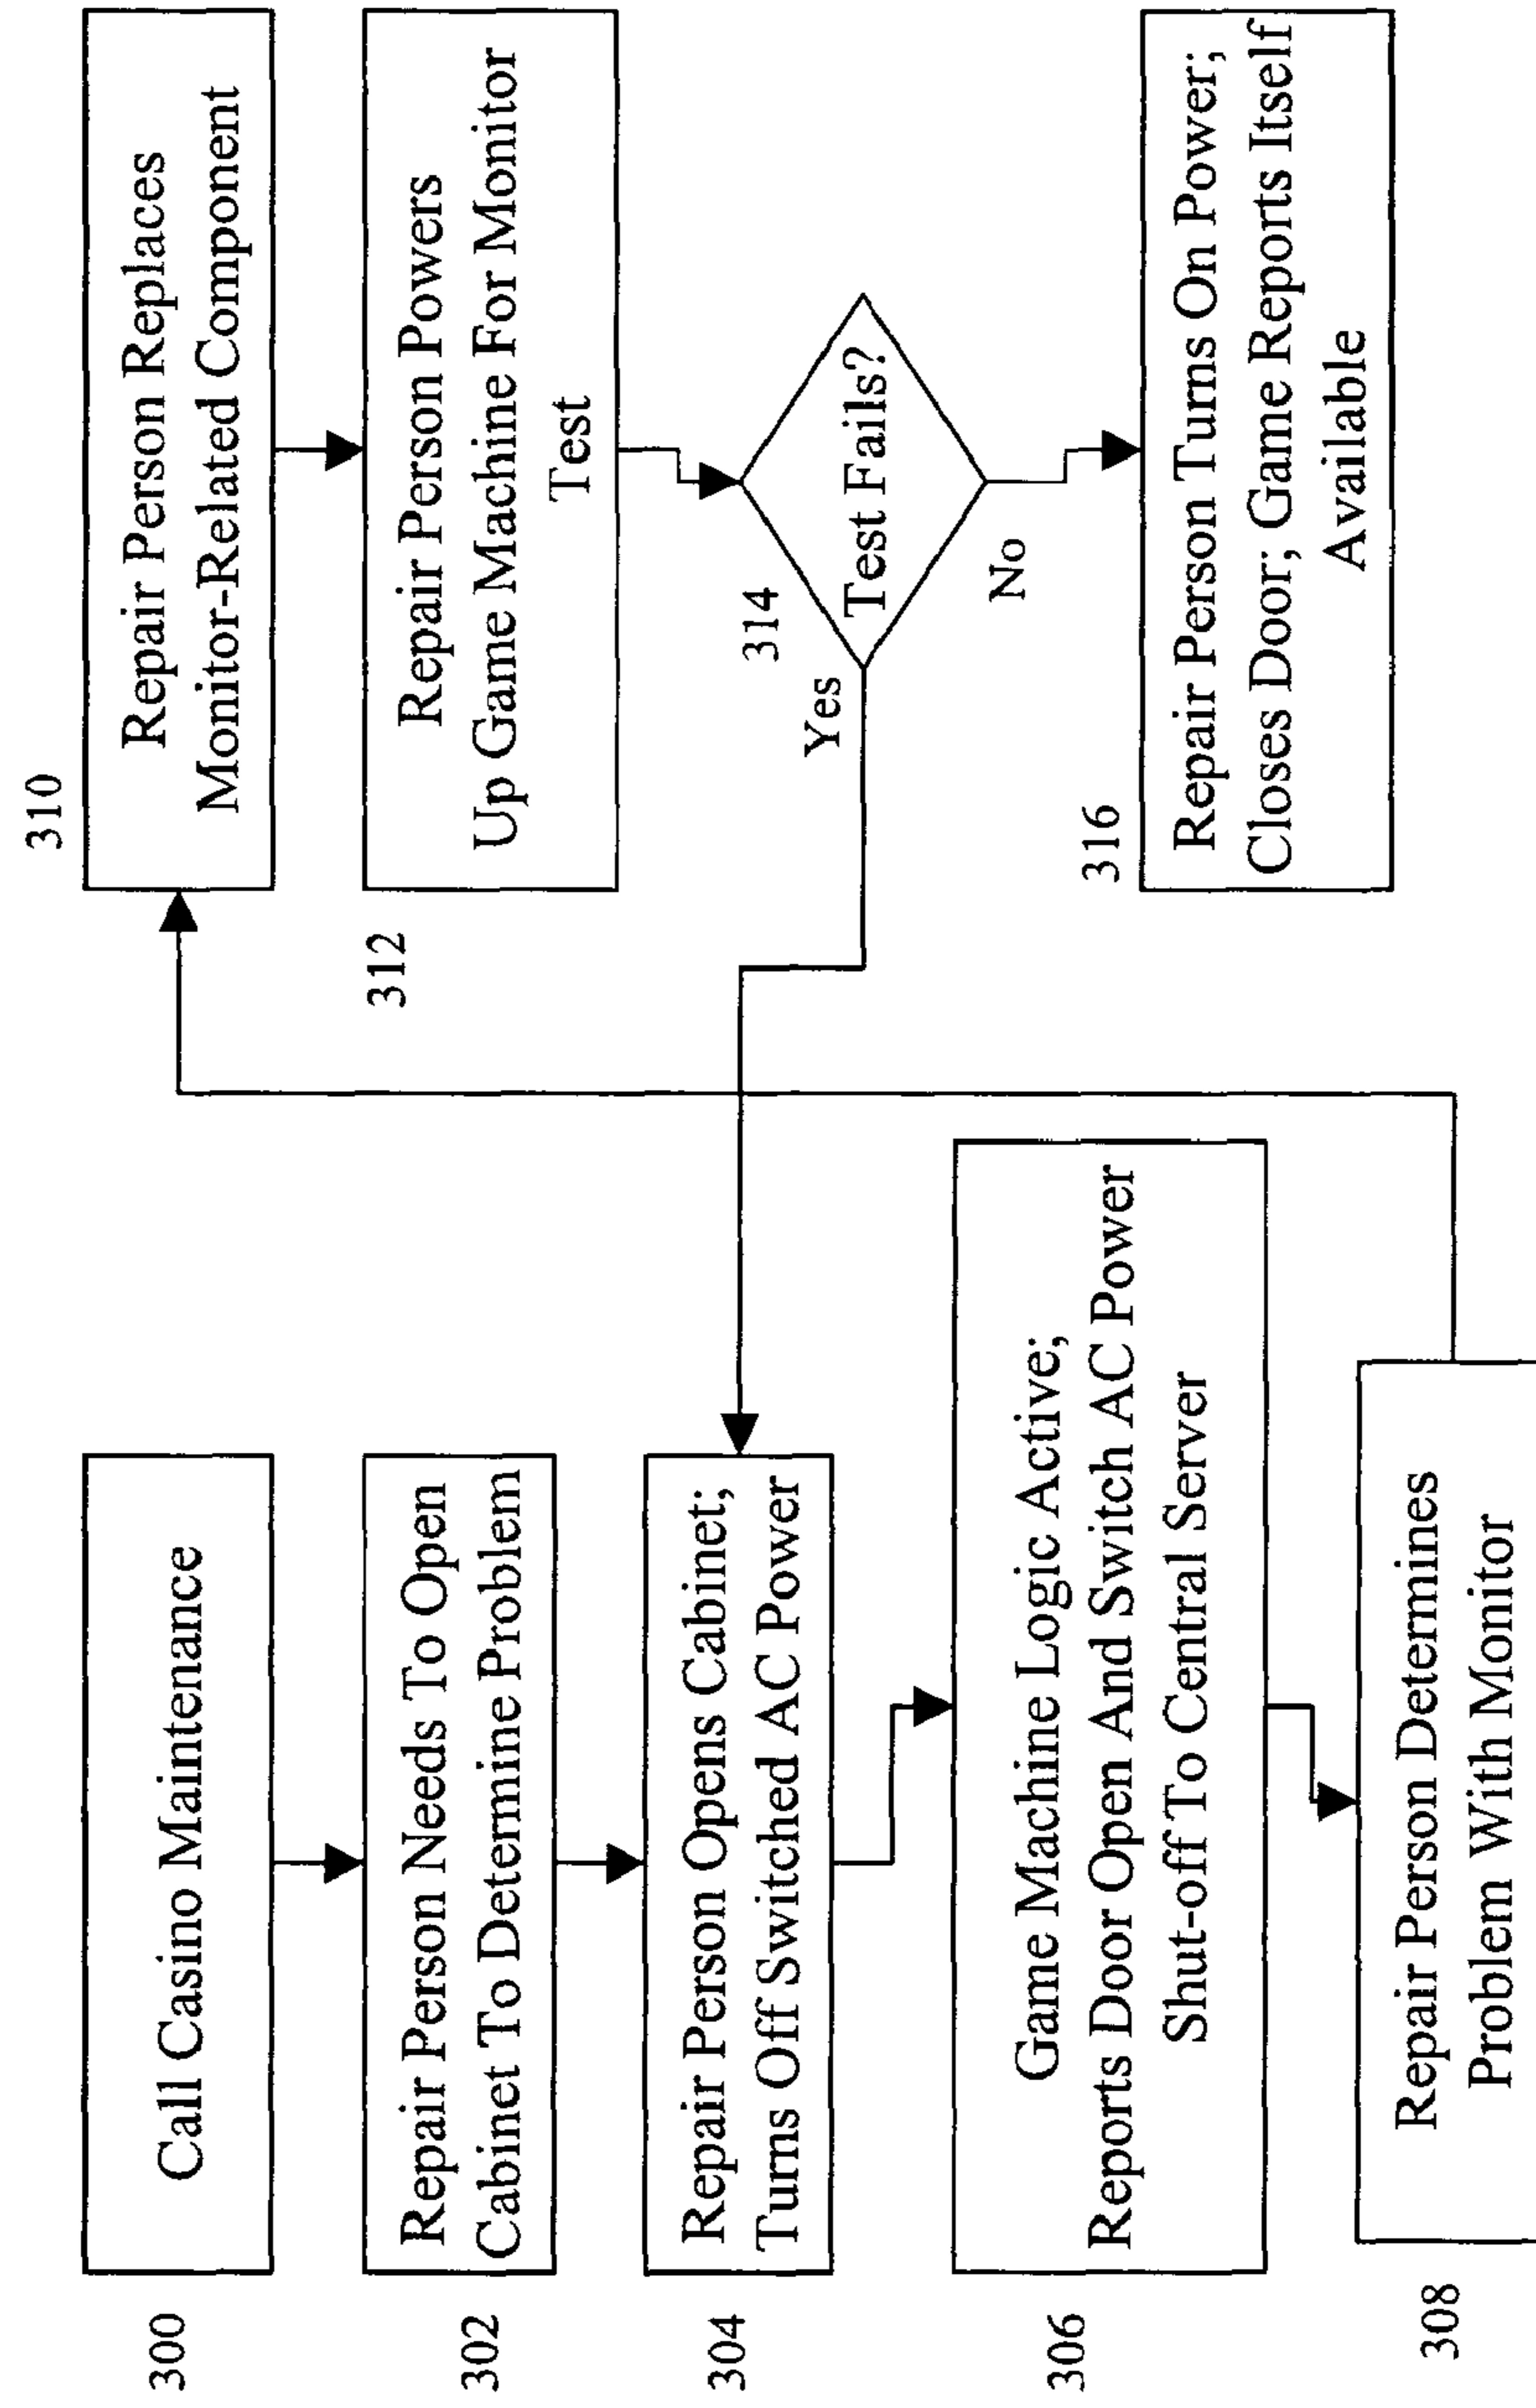 300
Call Casino Maintenance
302
Repair Person Needs To Open
Cabinet To Determine Problem
304
Repair Person Opens Cabinet;
Turns Off Switched AC Power
306
Game Machine Logic Active;
Reports Door Open And Switch AC Power
Shut-off To Central Server
308
Repair Person Determines
Problem With Monitor
310
Repair Person Replaces
Monitor-Related Component
312
Repair Person Powers
Up Game Machine For Monitor
Test
314
Test Fails?
Yes
No
316
Repair Person Turns On Power;
Closes Door; Game Reports Itself
Available